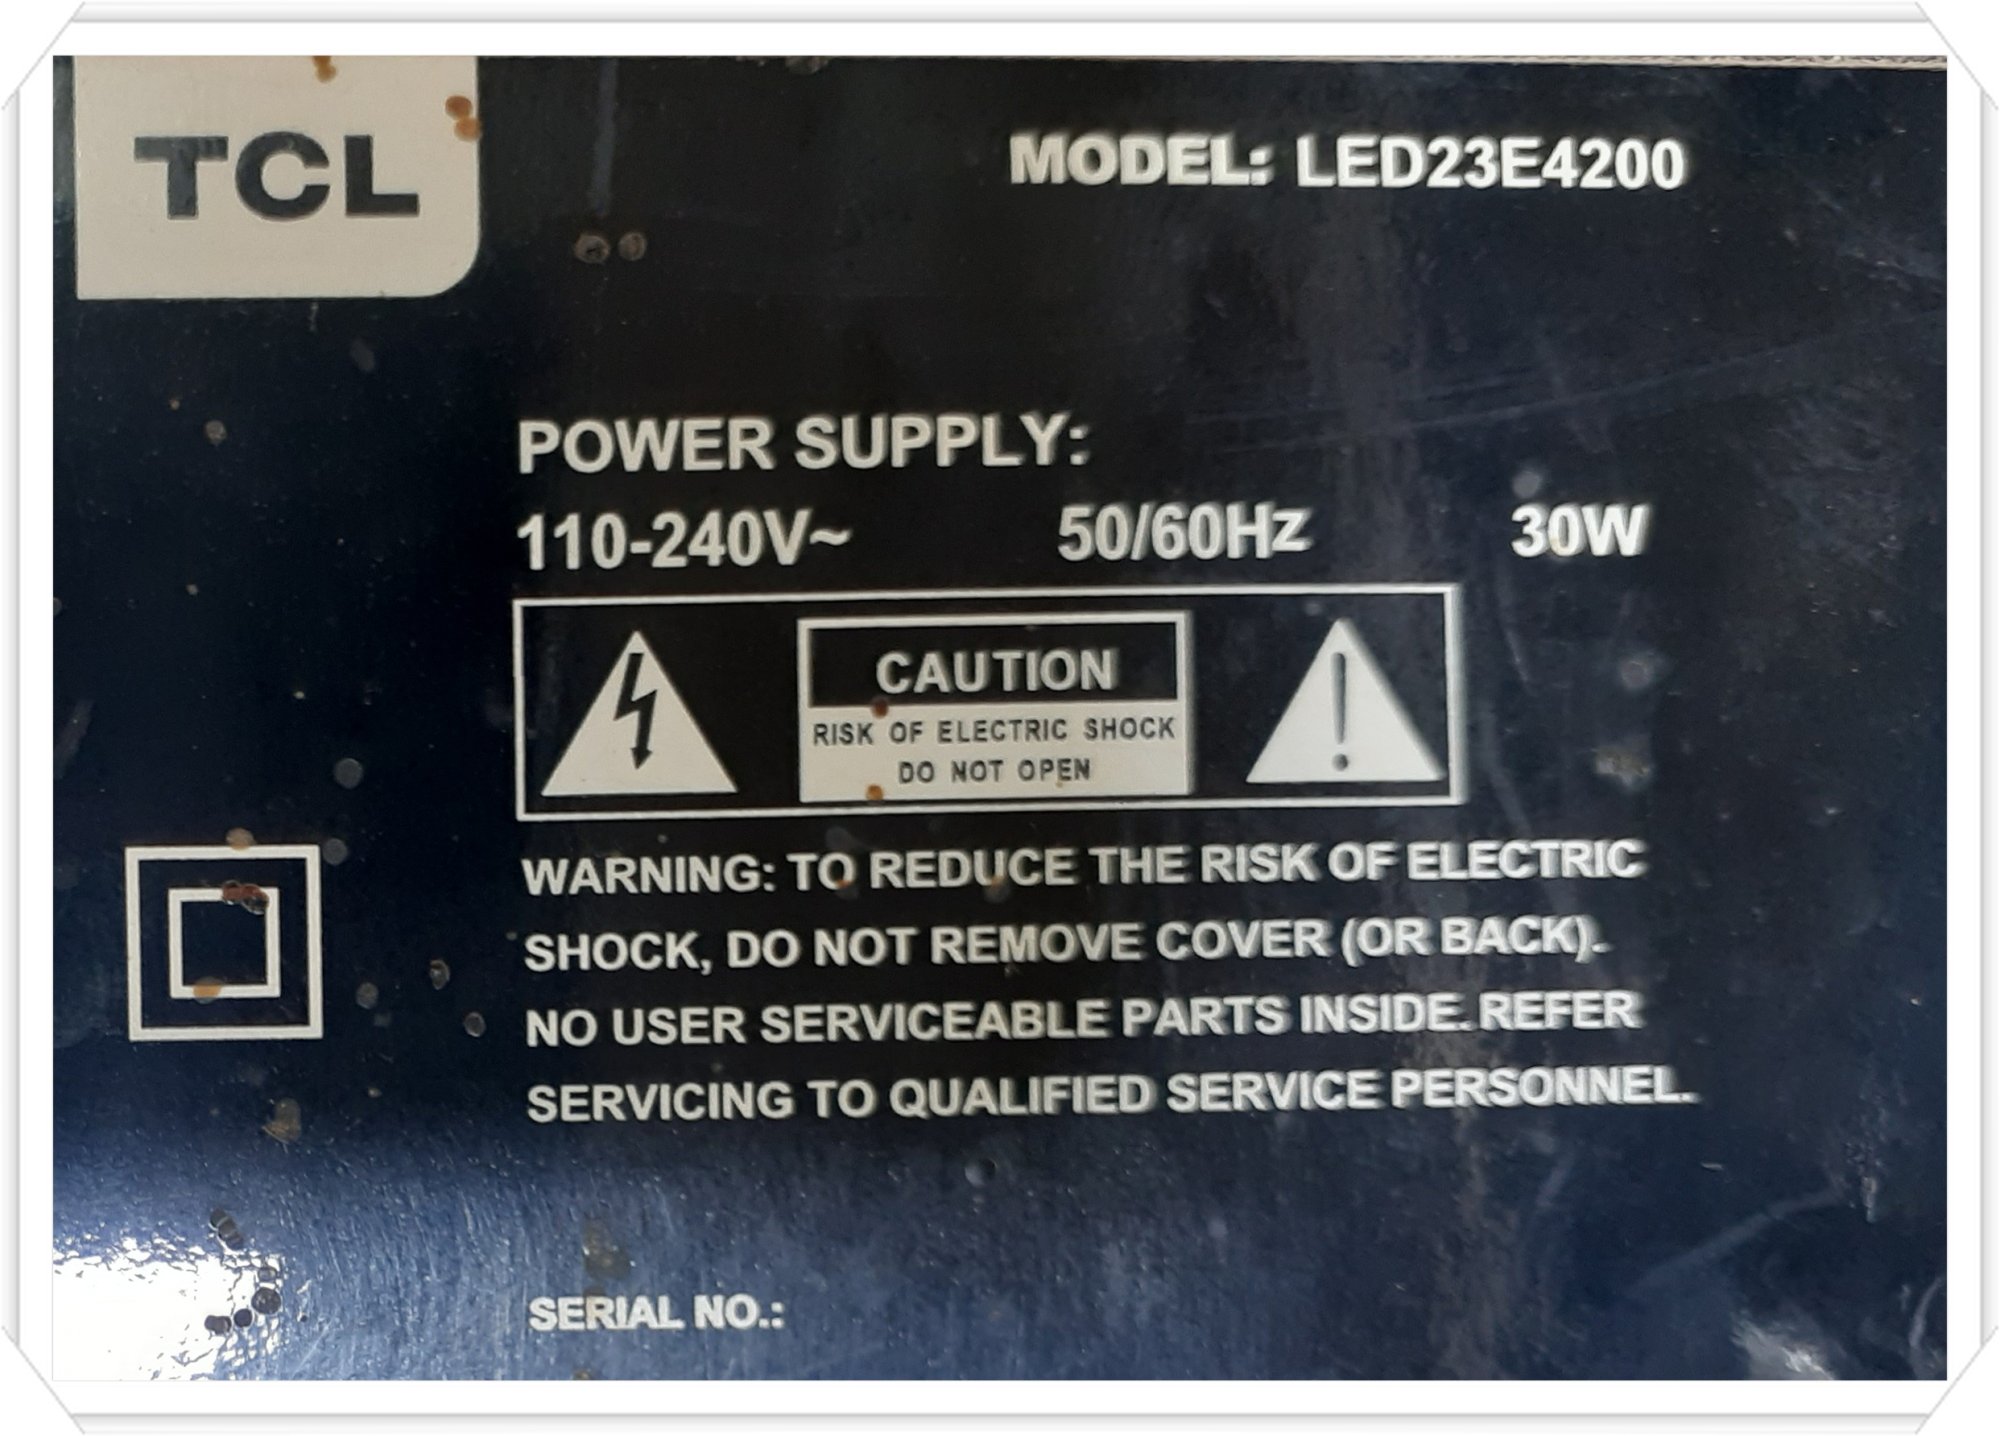 TCL
MODEL: LED23E4200
POWER SUPPLY:
110-240V~ 50/60Hz 30W
CAUTION
RISK OF ELECTRIC SHOCK
DO NOT OPEN
WARNING: TO REDUCE THE RISK OF ELECTRIC
SHOCK, DO NOT REMOVE COVER (OR BACK).
NO USER SERVICEABLE PARTS INSIDE. REFER
SERVICING TO QUALIFIED SERVICE PERSONNEL.
SERIAL NO.: